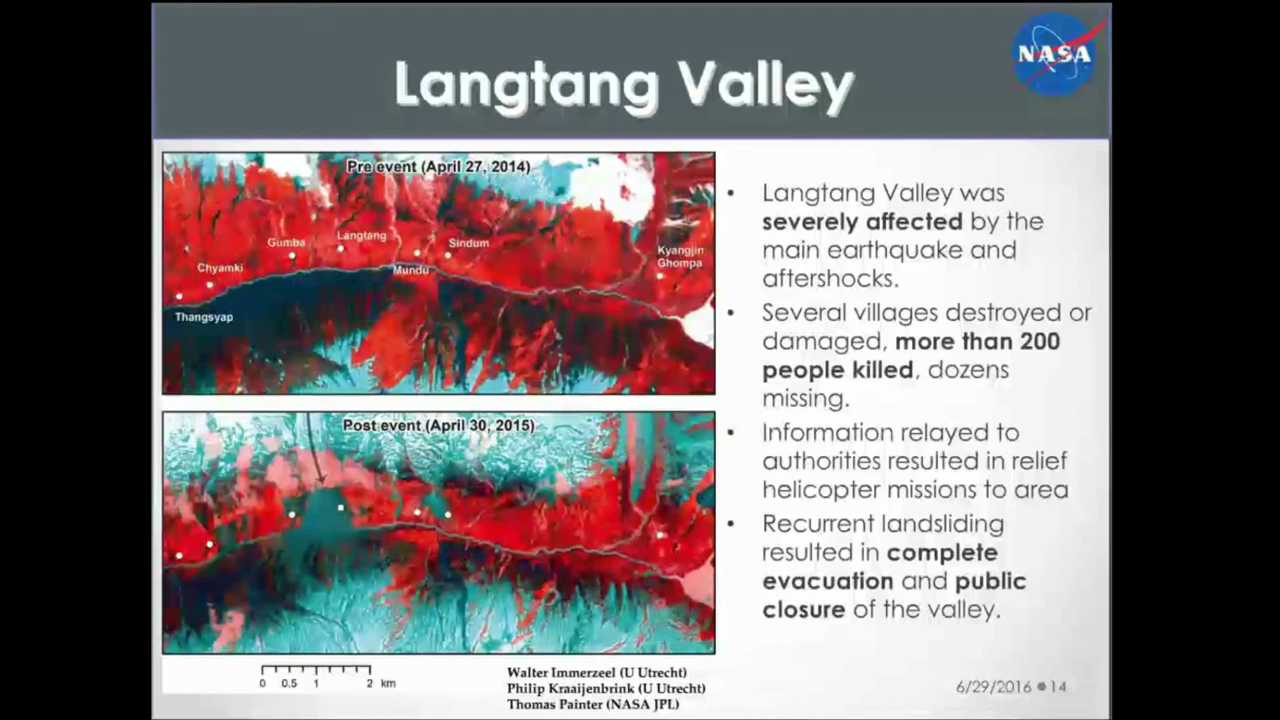 NASA
Langtang Valley
Pre event (April 27, 2014)
Gumba
Langtang
Sindum
Kyangjin
Ghompa
Chyamki
Mundu
Thangsyap
Post event (April 30, 2015)
0 0.5 1 2 km
Walter Immerzeel (U Utrecht)
Philip Kraaijenbrink (U Utrecht)
Thomas Painter (NASA JPL)
• Langtang Valley was
severely affected by the
main earthquake and
aftershocks.
• Several villages destroyed or
damaged, more than 200
people killed, dozens
missing.
• Information relayed to
authorities resulted in relief
helicopter missions to area
• Recurrent landsliding
resulted in complete
evacuation and public
closure of the valley.
6/29/2016 ● 14